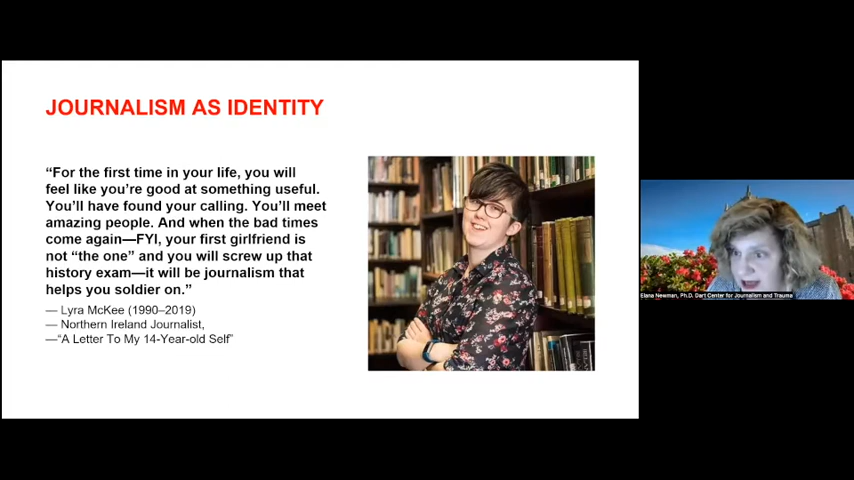 JOURNALISM AS IDENTITY
“For the first time in your life, you will
feel like you’re good at something useful.
You’ll have found your calling. You’ll meet
amazing people. And when the bad times
come again—FYI, your first girlfriend is
not “the one” and you will screw up that
history exam—it will be journalism that
helps you soldier on.”
— Lyra McKee (1990–2019)
— Northern Ireland Journalist,
—“A Letter To My 14-Year-old Self”
Elana Newman, Ph.D. Dart Center for Journalism and Trauma